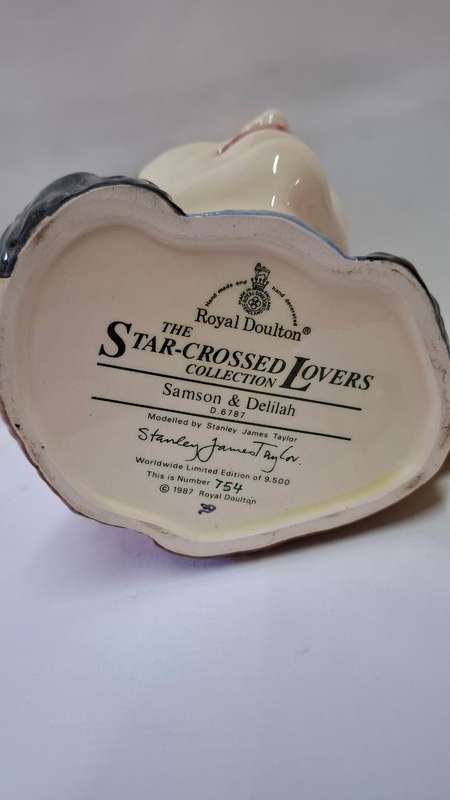 Hand made and hand decorated
Royal Doulton®
THE
STAR-CROSSED LOVERS
COLLECTION
Samson & Delilah
D.6787
Modelled by Stanley James Taylor
Stanley James Taylor.
Worldwide Limited Edition of 9.500
This is Number 754
© 1987 Royal Doulton